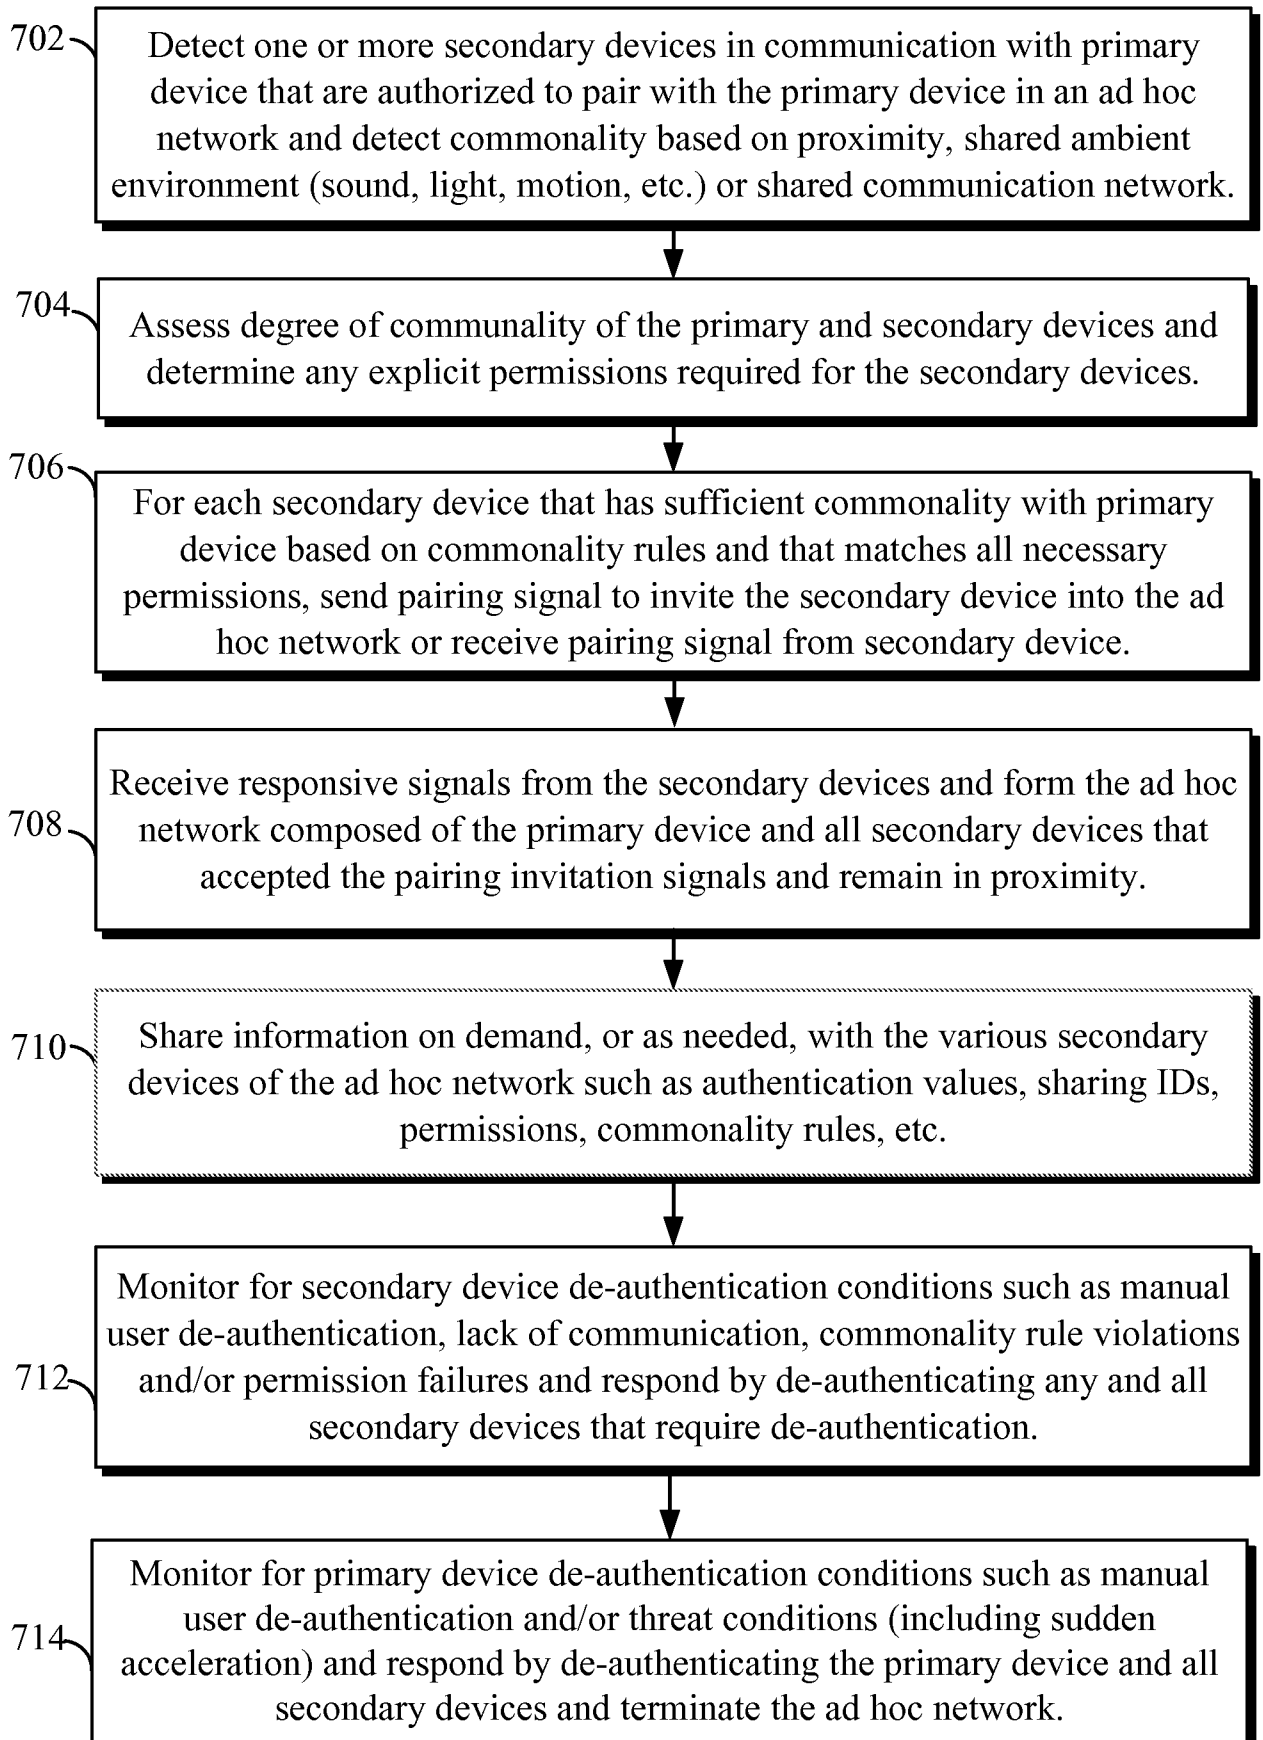 702
Detect one or more secondary devices in communication with primary
device that are authorized to pair with the primary device in an ad hoc
network and detect commonality based on proximity, shared ambient
environment (sound, light, motion, etc.) or shared communication network.
704
Assess degree of communality of the primary and secondary devices and
determine any explicit permissions required for the secondary devices.
706
For each secondary device that has sufficient commonality with primary
device based on commonality rules and that matches all necessary
permissions, send pairing signal to invite the secondary device into the ad
hoc network or receive pairing signal from secondary device.
708
Receive responsive signals from the secondary devices and form the ad hoc
network composed of the primary device and all secondary devices that
accepted the pairing invitation signals and remain in proximity.
710
Share information on demand, or as needed, with the various secondary
devices of the ad hoc network such as authentication values, sharing IDs,
permissions, commonality rules, etc.
712
Monitor for secondary device de-authentication conditions such as manual
user de-authentication, lack of communication, commonality rule violations
and/or permission failures and respond by de-authenticating any and all
secondary devices that require de-authentication.
714
Monitor for primary device de-authentication conditions such as manual
user de-authentication and/or threat conditions (including sudden
acceleration) and respond by de-authenticating the primary device and all
secondary devices and terminate the ad hoc network.